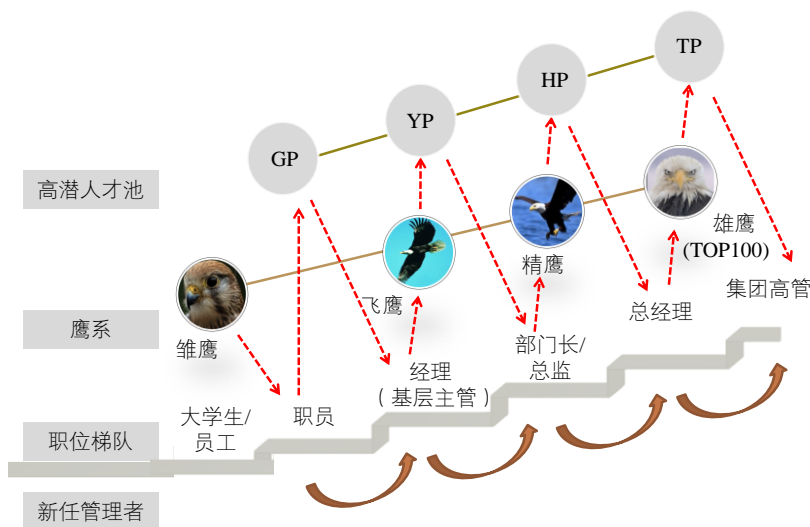 TP
HP
YP
GP
高潜人才池
雄鹰
(TOP100)
精鹰
集团高管
飞鹰
总经理
鹰系
雏鹰
部门长/
总监
经理
（基层主管）
大学生/
员工
职员
职位梯队
新任管理者